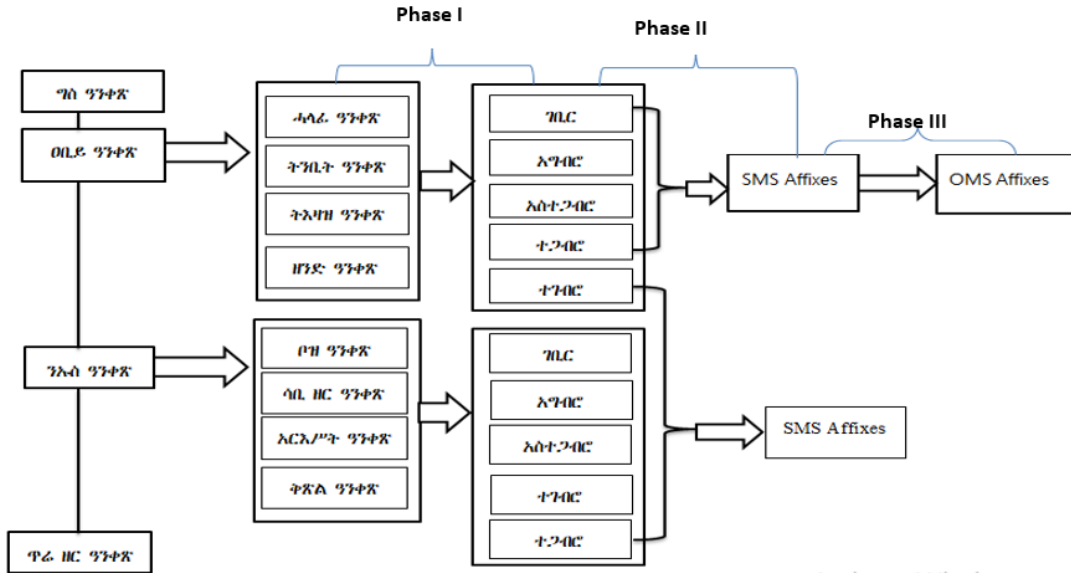 Phase I
Phase II
Phase III
ግስ ዓንቀጽ
ዐቢይ ዓንቀጽ
ንኡስ ዓንቀጽ
ጥሬ ዘር ዓንቀጽ
ሓላፊ ዓንቀጽ
ትንቢት ዓንቀጽ
ትእዛዝ ዓንቀጽ
ዘንድ ዓንቀጽ
ቦዝ ዓንቀጽ
ሳቢ ዘር ዓንቀጽ
አርእሥት ዓንቀጽ
ቅጽል ዓንቀጽ
ገቢር
አግብሮ
አስተጋብሮ
ተጋብሮ
ተገብሮ
ገቢር
አግብሮ
አስተጋብሮ
ተገብሮ
ተጋብሮ
SMS Affixes
OMS Affixes
SMS Affixes